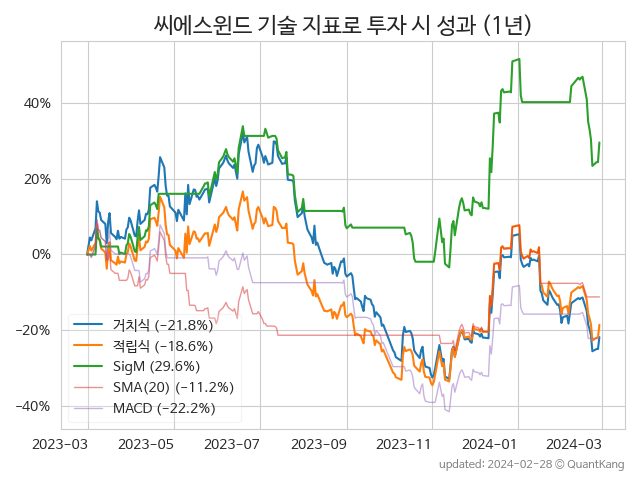 씨에스윈드 기술 지표로 투자 시 성과 (1년)
40%
20%
0%
−20%
−40%
거치식 (−21.8%)
적립식 (−18.6%)
SigM (29.6%)
SMA(20) (−11.2%)
MACD (−22.2%)
2023-03 2023-05 2023-07 2023-09 2023-11 2024-01 2024-03
updated: 2024-02-28 ⓒ QuantKang